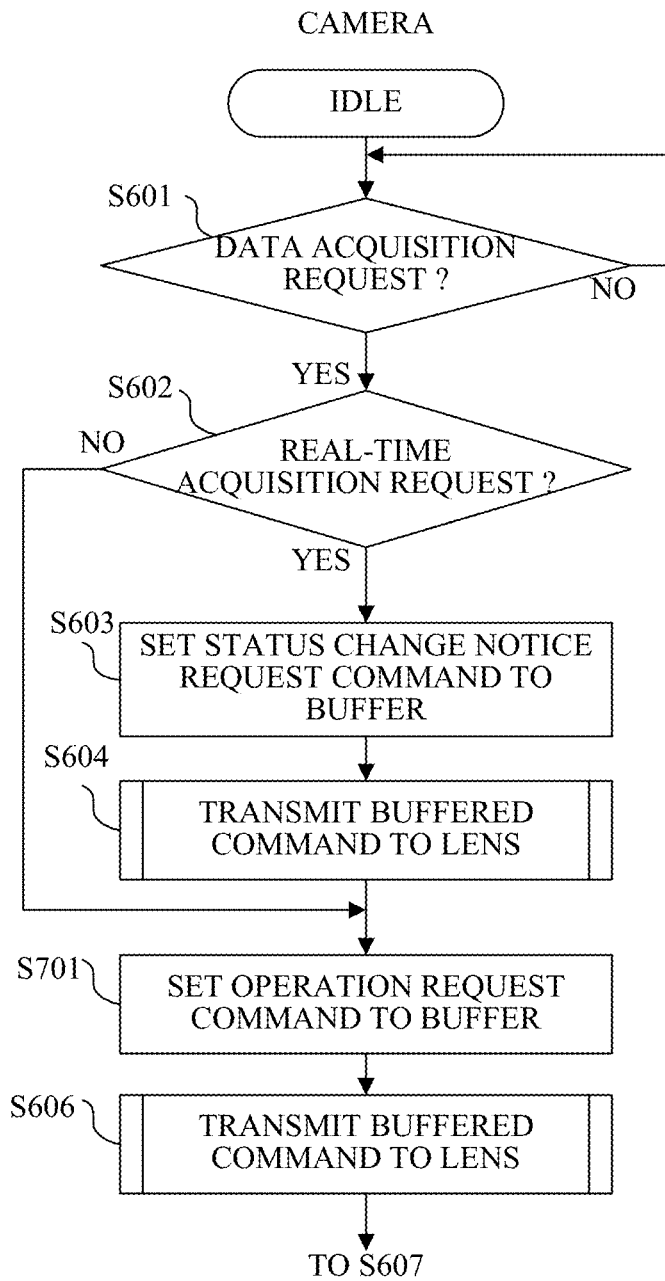 CAMERA
IDLE
S601
DATA ACQUISITION
REQUEST ?
NO
YES
S602
NO
REAL-TIME
ACQUISITION REQUEST ?
YES
S603
SET STATUS CHANGE NOTICE
REQUEST COMMAND TO
BUFFER
S604
TRANSMIT BUFFERED
COMMAND TO LENS
S701
SET OPERATION REQUEST
COMMAND TO BUFFER
S606
TRANSMIT BUFFERED
COMMAND TO LENS
TO S607